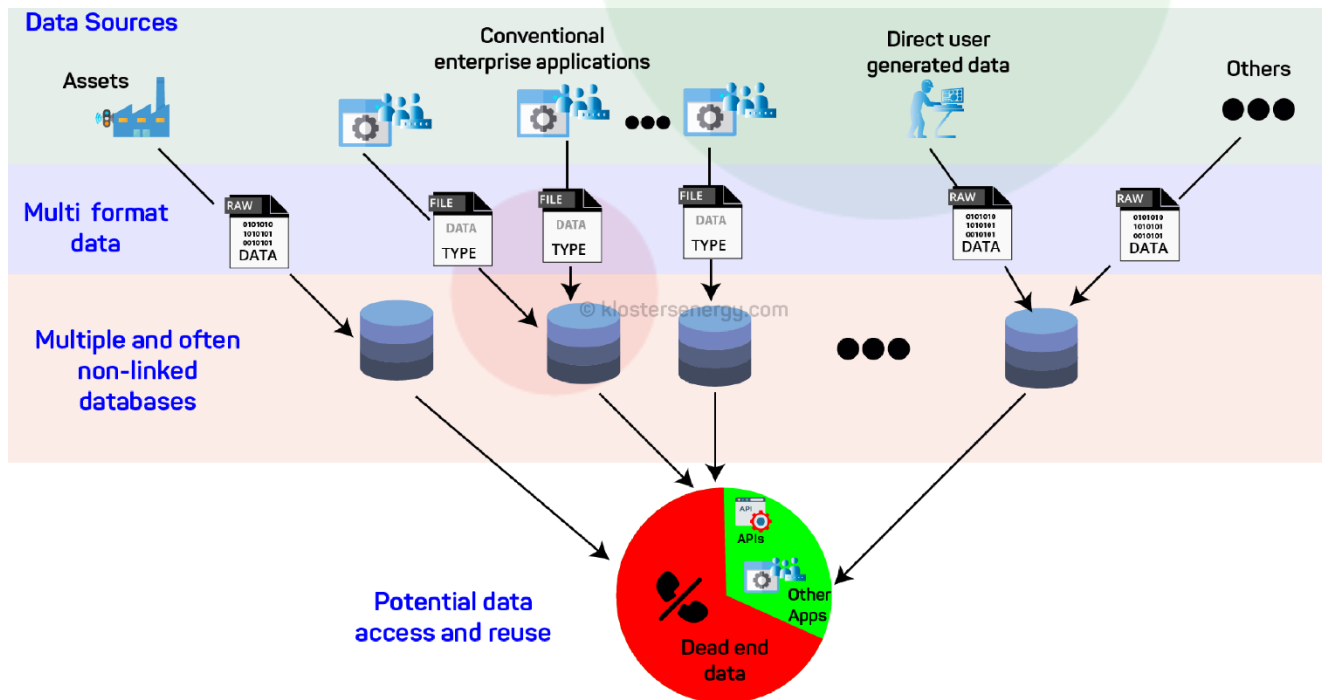 Data Sources
Assets
Conventional
enterprise applications
Direct user
generated data
Others
Multi format
data
RAW
0101010
1010101
0010101
DATA
FILE
DATA
TYPE
FILE
DATA
TYPE
FILE
DATA
TYPE
RAW
0101010
1010101
0010101
DATA
RAW
0101010
1010101
0010101
DATA
© klostersenergy.com
Multiple and often
non-linked
databases
API
APIs
Other
Apps
Dead end
data
Potential data
access and reuse